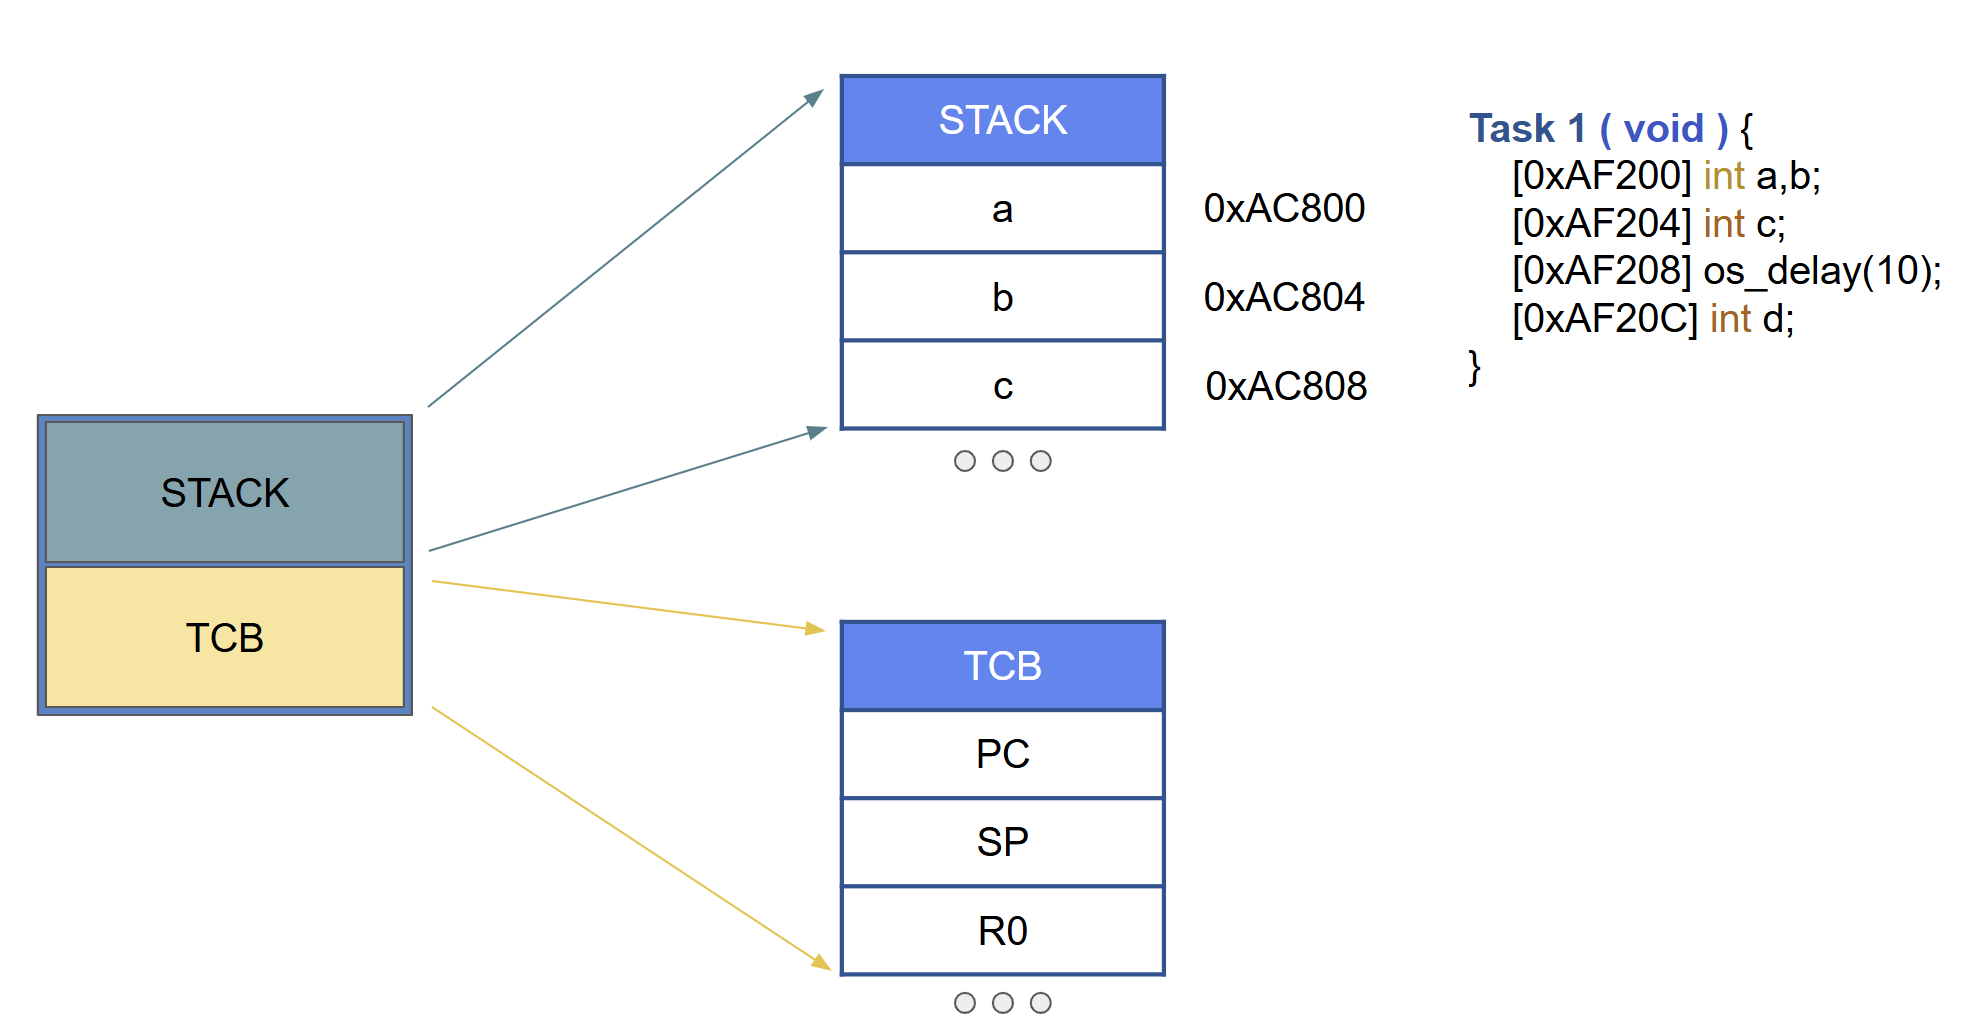 STACK
TCB
STACK
a
0xAC800
b
0xAC804
c
0xAC808
TCB
PC
SP
R0
Task 1 ( void ) {
[0xAF200] int a,b;
[0xAF204] int c;
[0xAF208] os_delay(10);
[0xAF20C] int d;
}